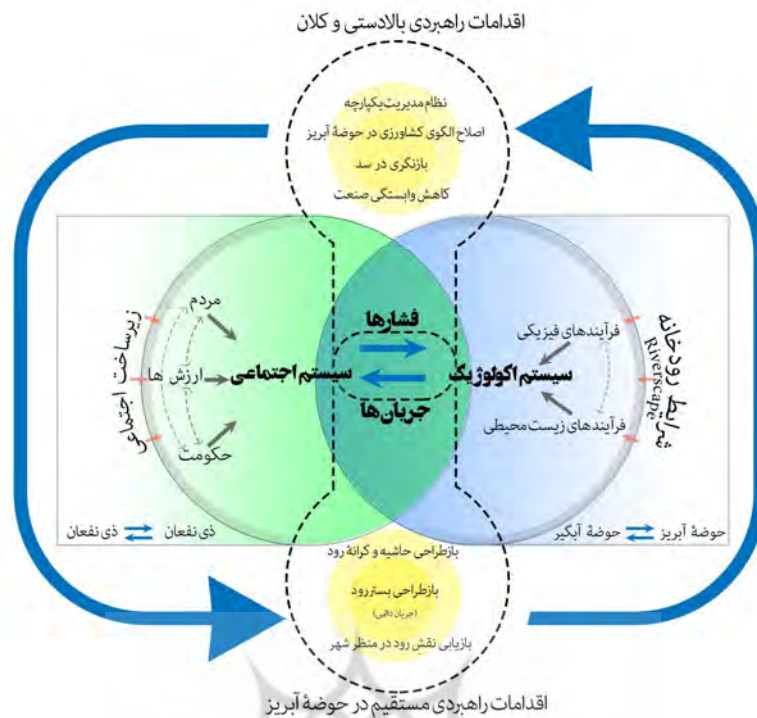 اقدامات راهبردی بالادستی و کلان
نظام مدیریت یکپارچه
اصلاح الگوی کشاورزی در حوضهٔ آبریز
بازنگری در سد
کاهش وابستگی صنعت
شرایط رودخانه
Riverscape
فرآیندهای فیزیکی
سیستم اکولوژیک
فرآیندهای زیست محیطی
حوضهٔ آبریز
حوضهٔ آبگیر
فشارها
جریان‌ها
زیرساخت اجتماعی
مردم
ارزش ها
حکومت
سیستم اجتماعی
ذی نفعان
ذی نفعان
بازطراحی حاشیه و کرانهٔ رود
بازطراحی بستر رود
(جریان دائمی)
بازیابی نقش رود در منظر شهر
اقدامات راهبردی مستقیم در حوضهٔ آبریز